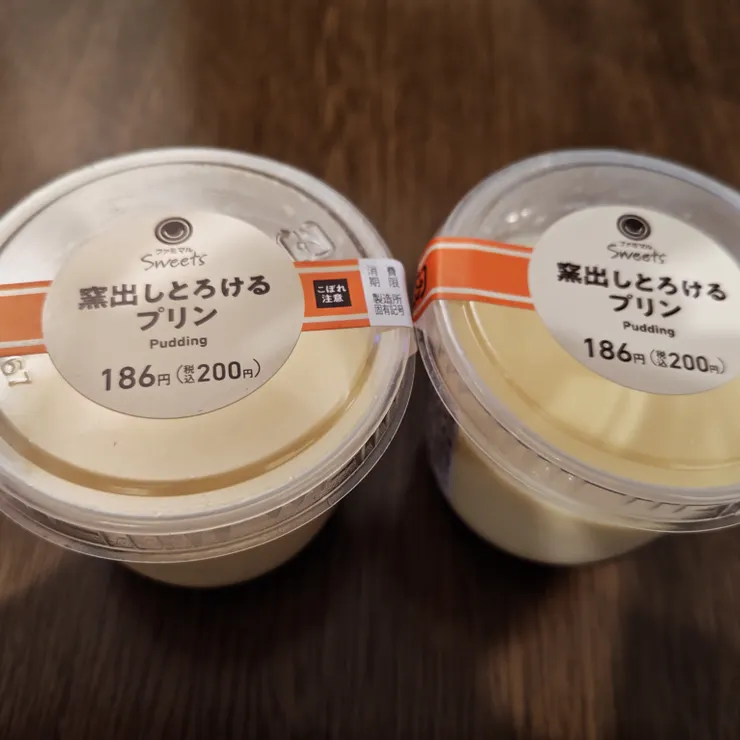 ファミマル
Sweets
窯出しとろける
プリン
Pudding
186円(税込200円)
こぼれ
注意
消費
期限
製造所
固有記号
ファミマル
Sweets
窯出しとろける
プリン
Pudding
186円(税込200円)